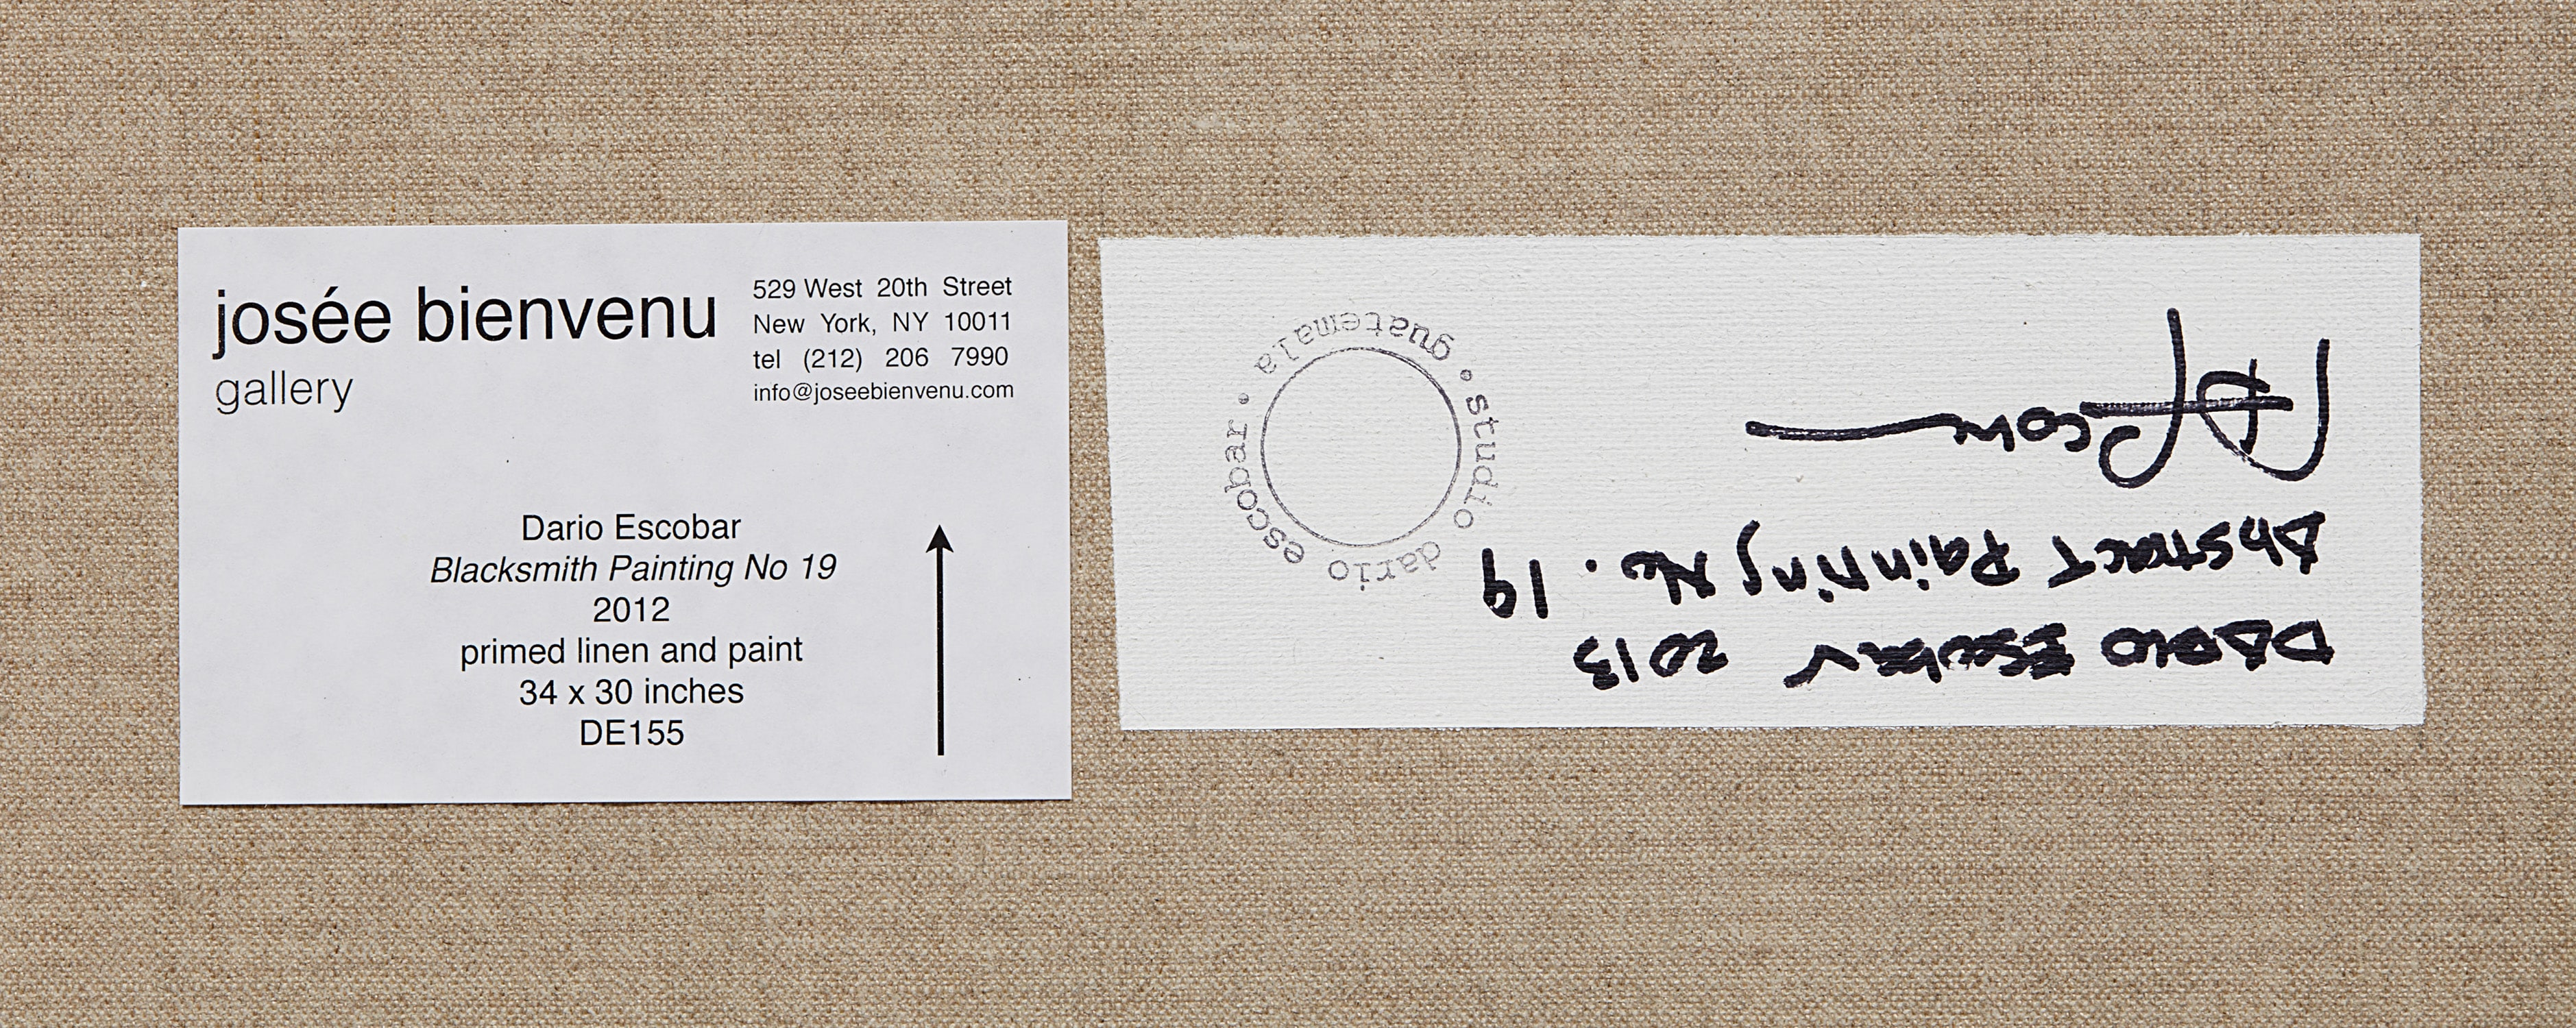 josée bienvenu
gallery
529 West 20th Street
New York, NY 10011
tel (212) 206 7990
info@joseebienvenu.com
Dario Escobar
Blacksmith Painting No 19
2012
primed linen and paint
34 x 30 inches
DE155
DARIO Escobar 2013
Abstract Painting No. 19
studio dario escobar • guatemala •